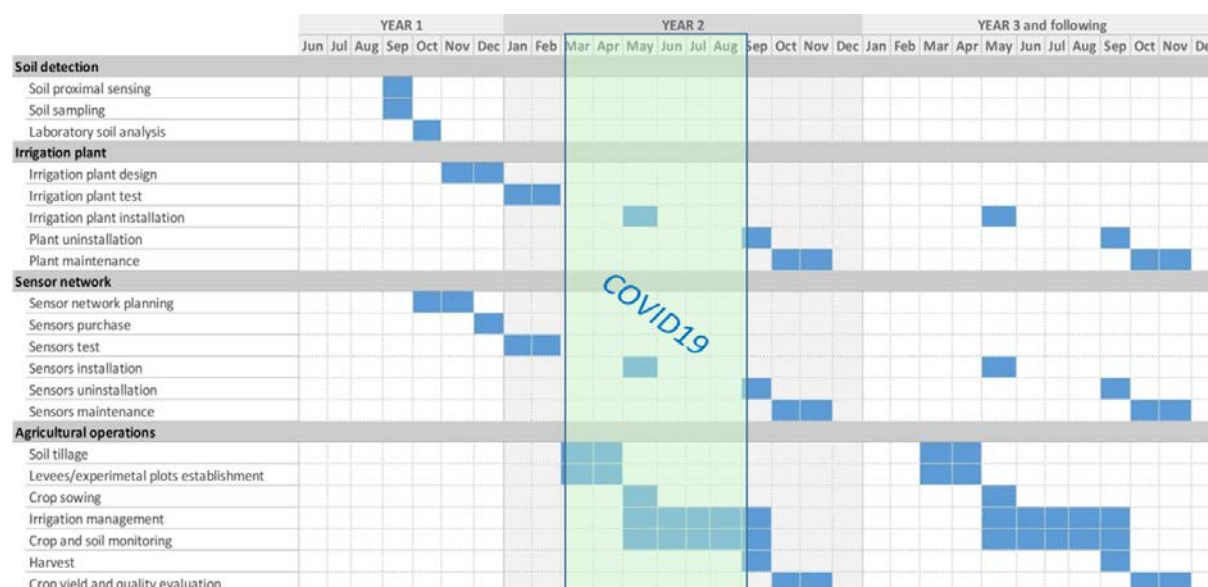 YEAR 1 YEAR 2 YEAR 3 and following
Jun Jul Aug Sep Oct Nov Dec Jan Feb Mar Apr May Jun Jul Aug Sep Oct Nov Dec Jan Feb Mar Apr May Jun Jul Aug Sep Oct Nov
Soil detection
Soil proximal sensing
Soil sampling
Laboratory soil analysis
Irrigation plant
Irrigation plant design
Irrigation plant test
Irrigation plant installation
Plant uninstallation
Plant maintenance
Sensor network
Sensor network planning
Sensors purchase
Sensors test
Sensors installation
Sensors uninstallation
Sensors maintenance
Agricultural operations
Soil tillage
Levees/experimetal plots establishment
Crop sowing
Irrigation management
Crop and soil monitoring
Harvest
Crop yield and quality evaluation
COVID19